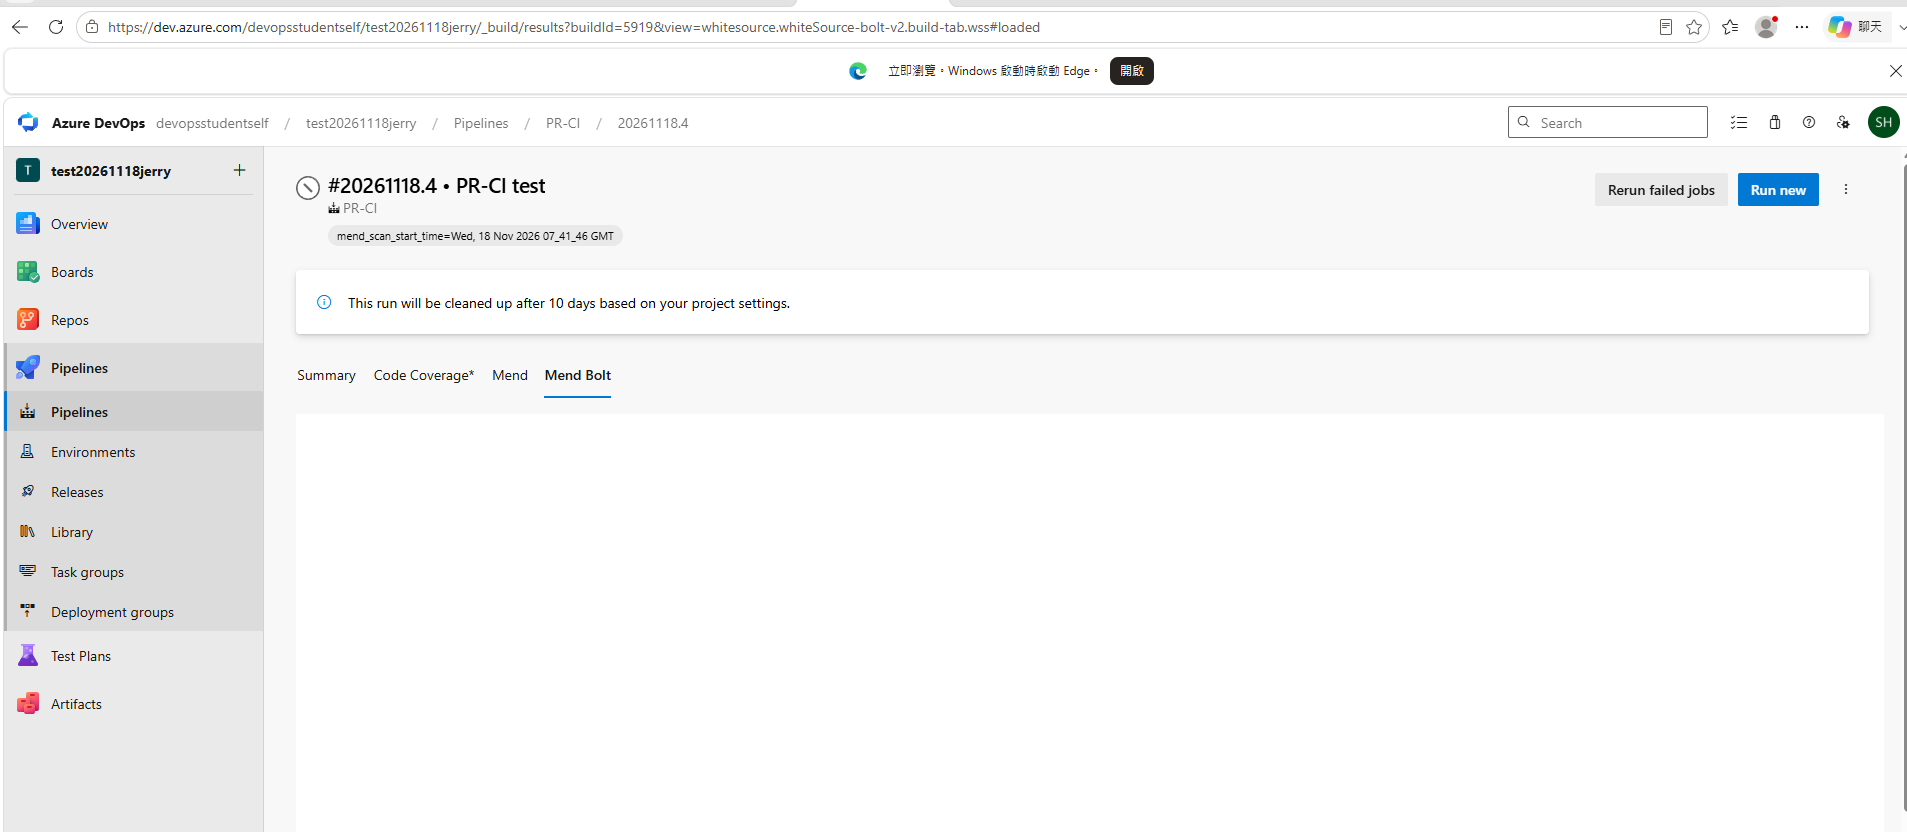 https://dev.azure.com/devopsstudentself/test20261118jerry/_build/results?buildId=5919&view=whitesource.whiteSource-bolt-v2.build-tab.wss#loaded
聊天
立即瀏覽。Windows 啟動時啟動 Edge。 開啟
Azure DevOps devopsstudentself / test20261118jerry / Pipelines / PR-CI / 20261118.4
Search
SH
T test20261118jerry
#20261118.4 • PR-CI test
Rerun failed jobs
Run new
PR-CI
mend_scan_start_time=Wed, 18 Nov 2026 07_41_46 GMT
This run will be cleaned up after 10 days based on your project settings.
Summary Code Coverage* Mend Mend Bolt
Overview
Boards
Repos
Pipelines
Pipelines
Environments
Releases
Library
Task groups
Deployment groups
Test Plans
Artifacts